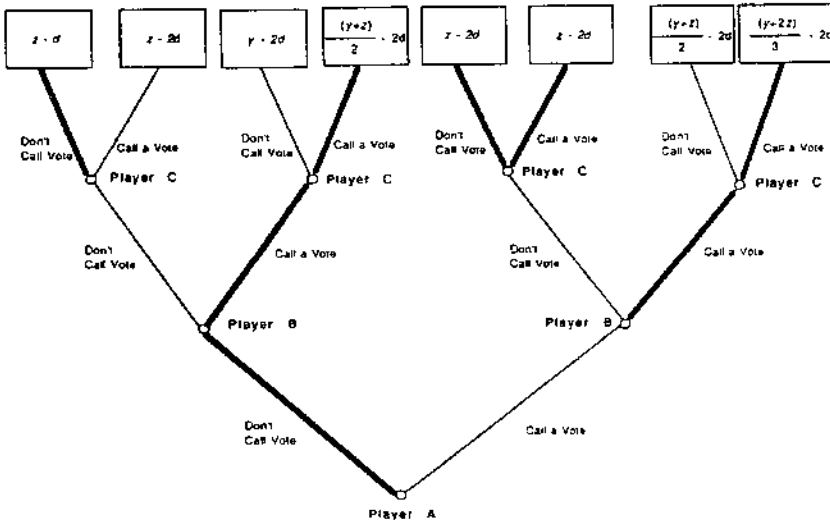 z - d
z - 2d
y - 2d
(y+z)
2
- 2d
z - 2d
z - 2d
(y+z)
2
- 2d
(y+2z)
3
- 2d
Don't
Call Vote
Call a Vote
Don't
Call Vote
Call a Vote
Don't
Call Vote
Call a Vote
Don't
Call Vote
Call a Vote
Player C
Player C
Player C
Player C
Don't
Call Vote
Call a Vote
Don't
Call Vote
Call a Vote
Player B
Player B
Don't
Call Vote
Call a Vote
Player A